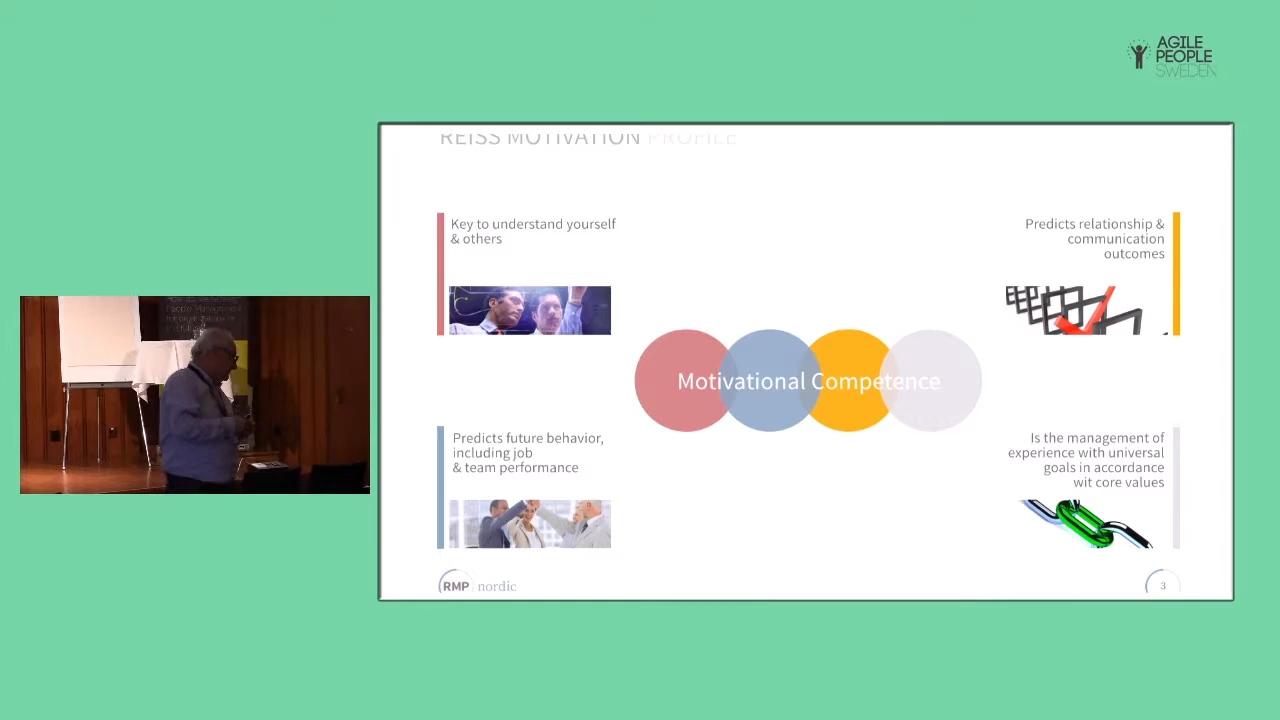 AGILE
PEOPLE
SWEDEN
REISS MOTIVATION PROFILE
Key to understand yourself
& others
Predicts relationship &
communication
outcomes
Motivational Competence
Predicts future behavior,
including job
& team performance
Is the management of
experience with universal
goals in accordance
wit core values
RMP nordic
3